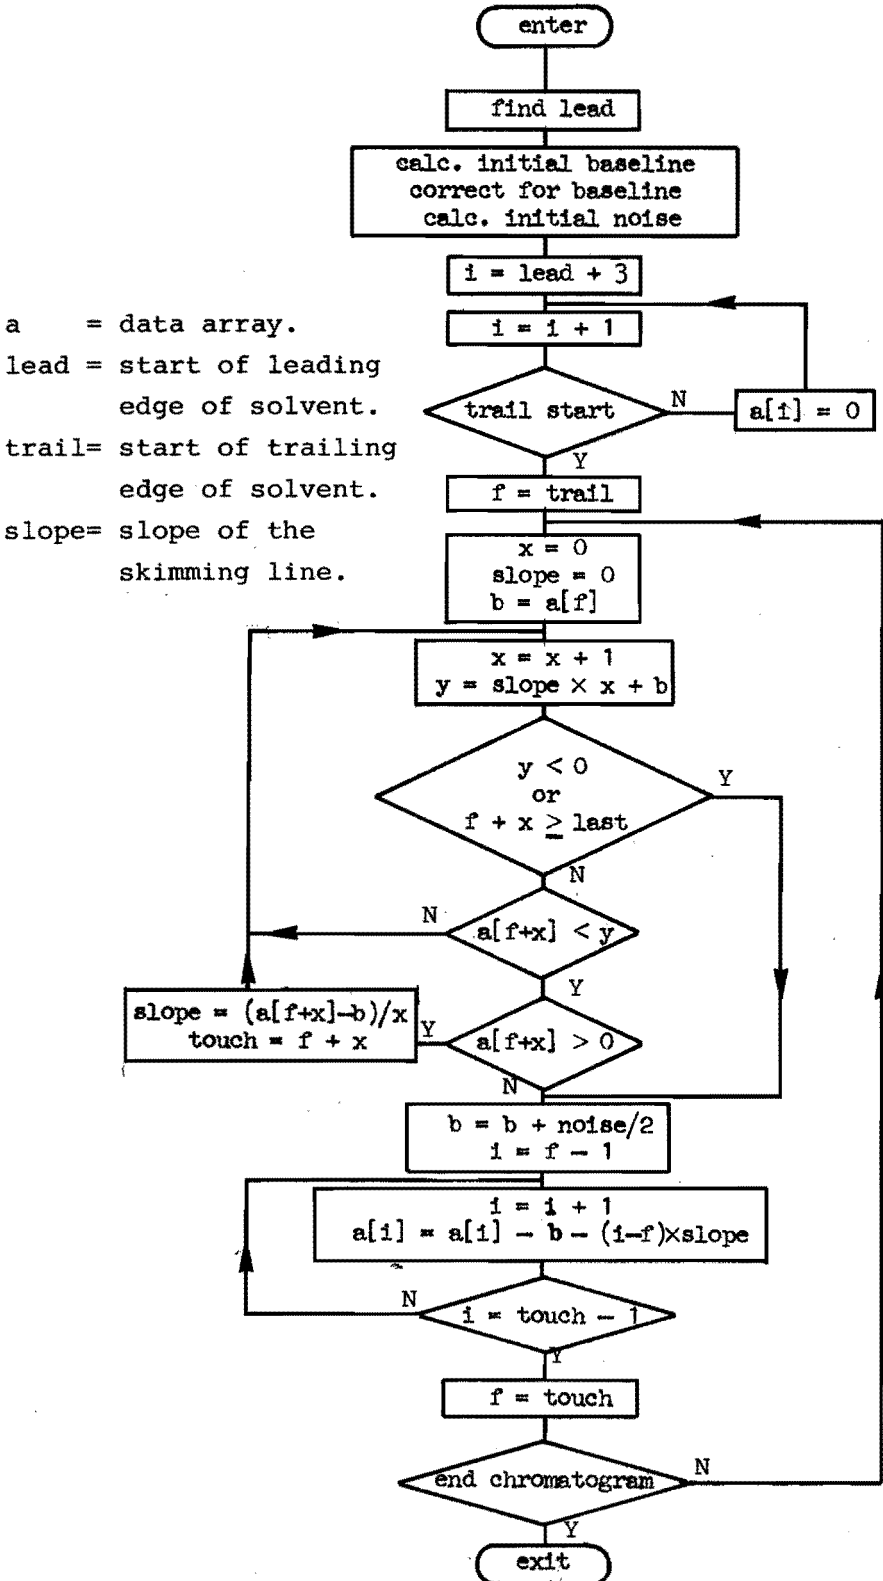 enter
find lead
calc. initial baseline
correct for baseline
calc. initial noise
i = lead + 3
a = data array.
lead = start of leading
edge of solvent.
trail= start of trailing
edge of solvent.
slope= slope of the
skimming line.
i = i + 1
trail start
N
a[i] = 0
Y
f = trail
x = 0
slope = 0
b = a[f]
x = x + 1
y = slope × x + b
y < 0
or
f + x ≥ last
Y
N
a[f+x] < y
N
Y
slope = (a[f+x]-b)/x
touch = f + x
Y
a[f+x] > 0
N
b = b + noise/2
i = f - 1
i = i + 1
a[i] = a[i] - b - (i-f)×slope
N
i = touch - 1
Y
f = touch
end chromatogram
N
Y
exit